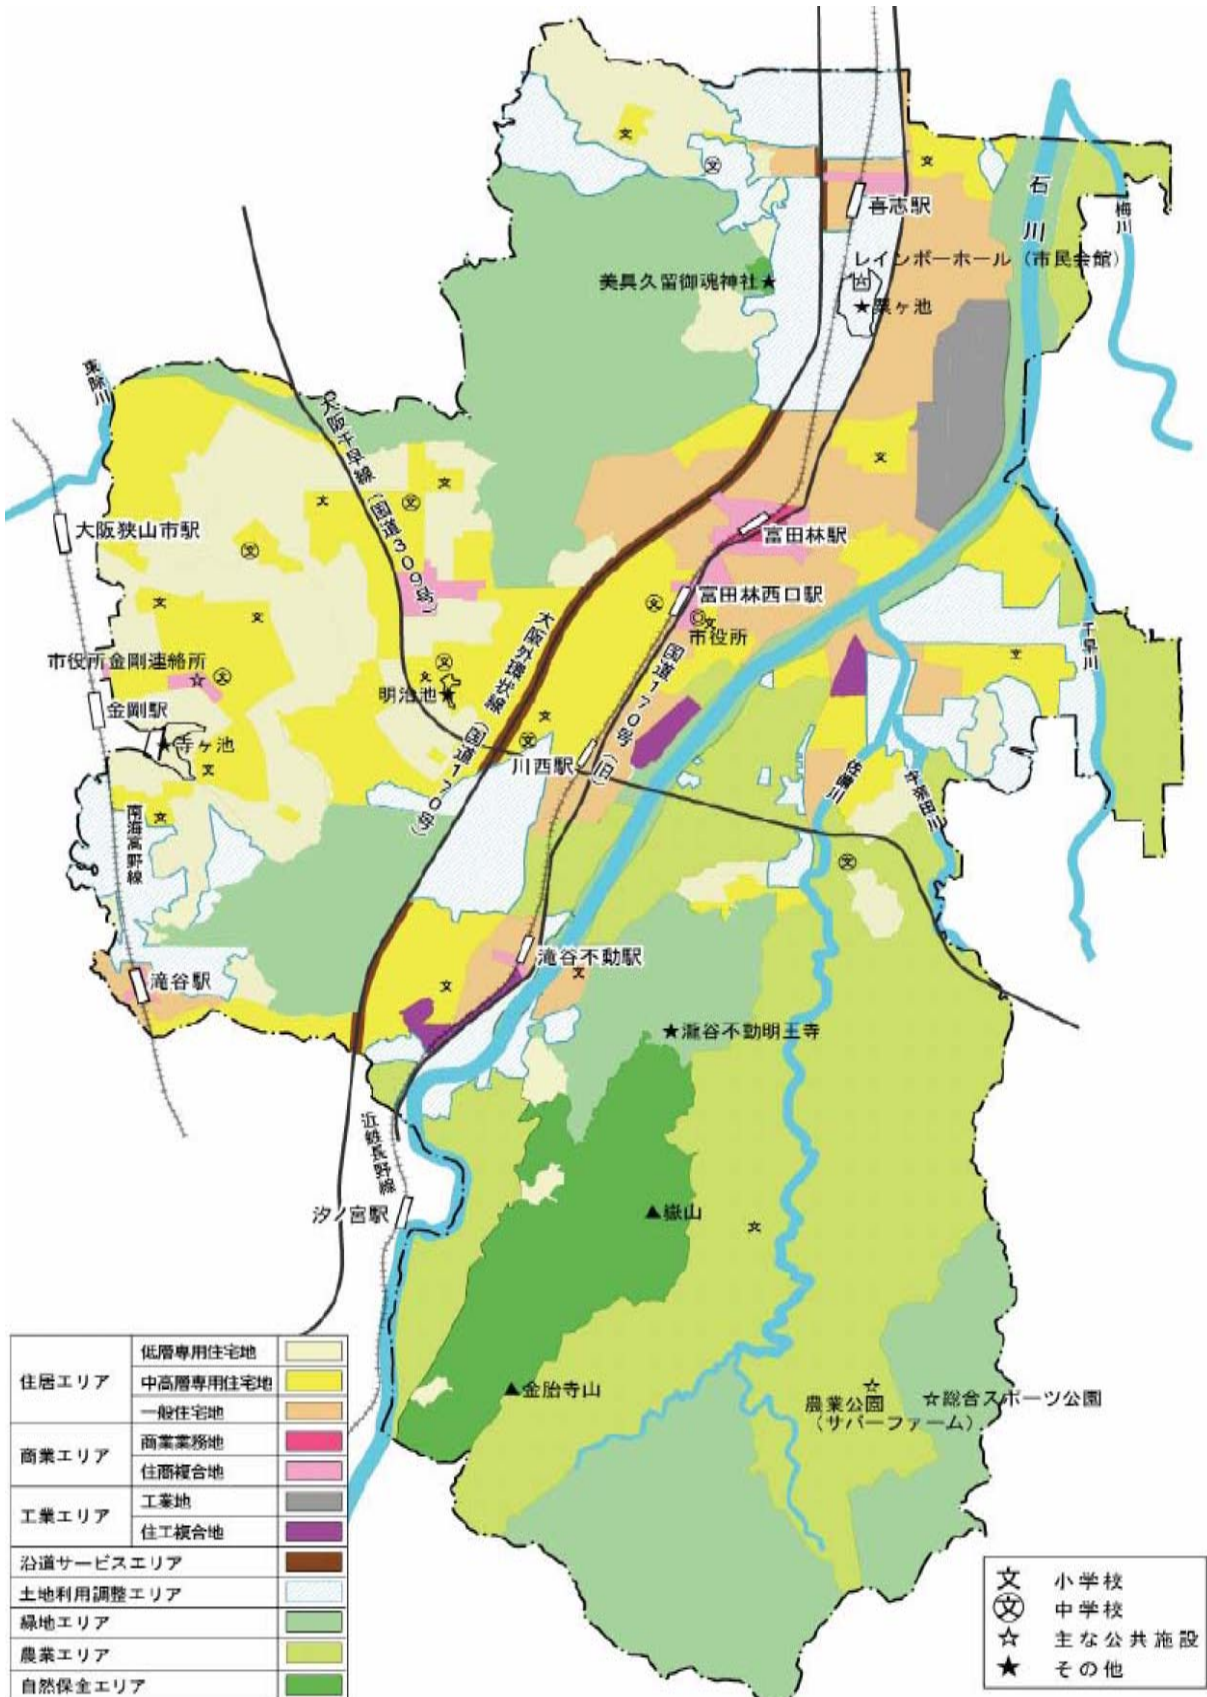 喜志駅
石川
梅川
レインボーホール（市民会館）
美具久留御魂神社★
★粟ヶ池
東除川
大阪千早線（国道309号）
大阪狭山市駅
富田林駅
富田林西口駅
市役所
大阪外環状線（国道170号）
国道170号（旧）
千早川
市役所金剛連絡所
金剛駅
明治池★
★寺ヶ池
川西駅
佐備川
宇奈田川
南海高野線
滝谷不動駅
滝谷駅
★瀧谷不動明王寺
近鉄長野線
汐ノ宮駅
▲嶽山
▲金胎寺山
農業公園
（サバーファーム）
☆総合スポーツ公園
住居エリア
低層専用住宅地
中高層専用住宅地
一般住宅地
商業エリア
商業業務地
住商複合地
工業エリア
工業地
住工複合地
沿道サービスエリア
土地利用調整エリア
緑地エリア
農業エリア
自然保全エリア
文 小学校
文 中学校
☆ 主な公共施設
★ その他